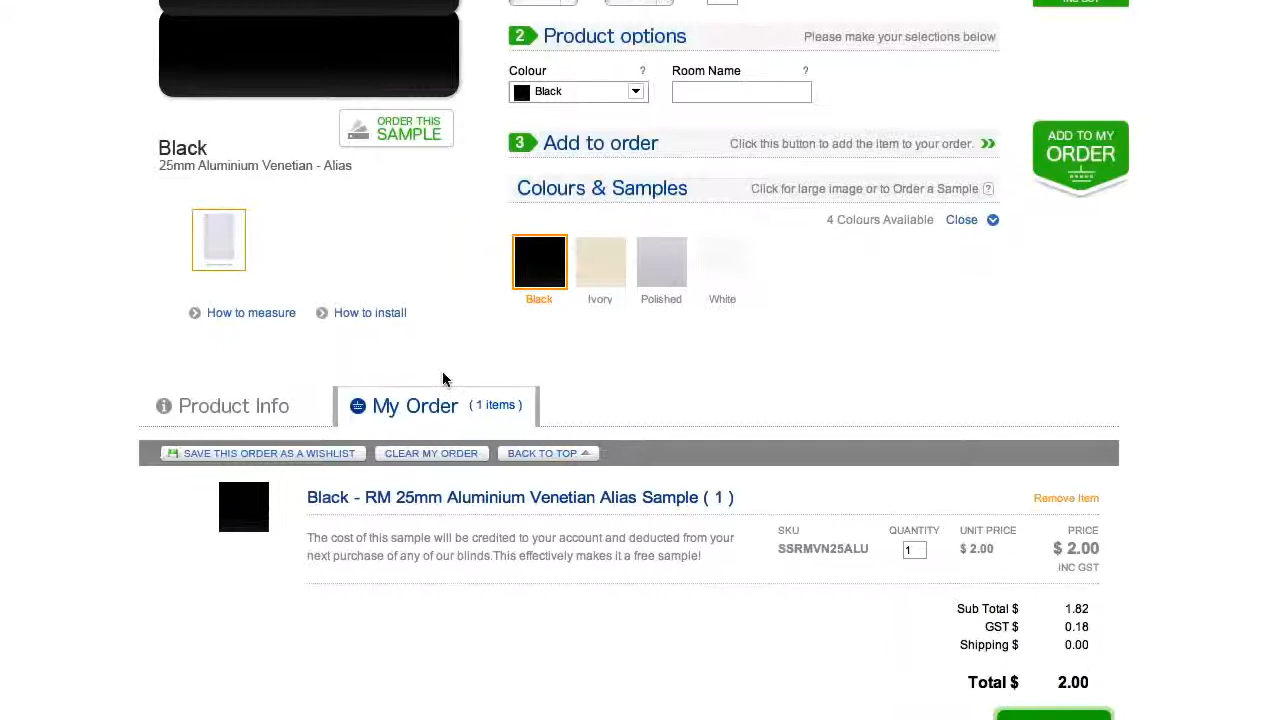 INC GST
2 Product options Please make your selections below
Colour ? Room Name ?
Black
ORDER THIS
SAMPLE
Black
25mm Aluminium Venetian - Alias
3 Add to order Click this button to add the item to your order.
ADD TO MY
ORDER
Colours & Samples Click for large image or to Order a Sample ?
4 Colours Available Close
Black Ivory Polished White
How to measure How to install
Product Info My Order ( 1 items )
SAVE THIS ORDER AS A WISHLIST CLEAR MY ORDER BACK TO TOP
Black - RM 25mm Aluminium Venetian Alias Sample ( 1 ) Remove Item
The cost of this sample will be credited to your account and deducted from your
next purchase of any of our blinds.This effectively makes it a free sample!
SKU QUANTITY UNIT PRICE PRICE
SSRMVN25ALU 1 $ 2.00 $ 2.00
INC GST
Sub Total $ 1.82
GST $ 0.18
Shipping $ 0.00
Total $ 2.00